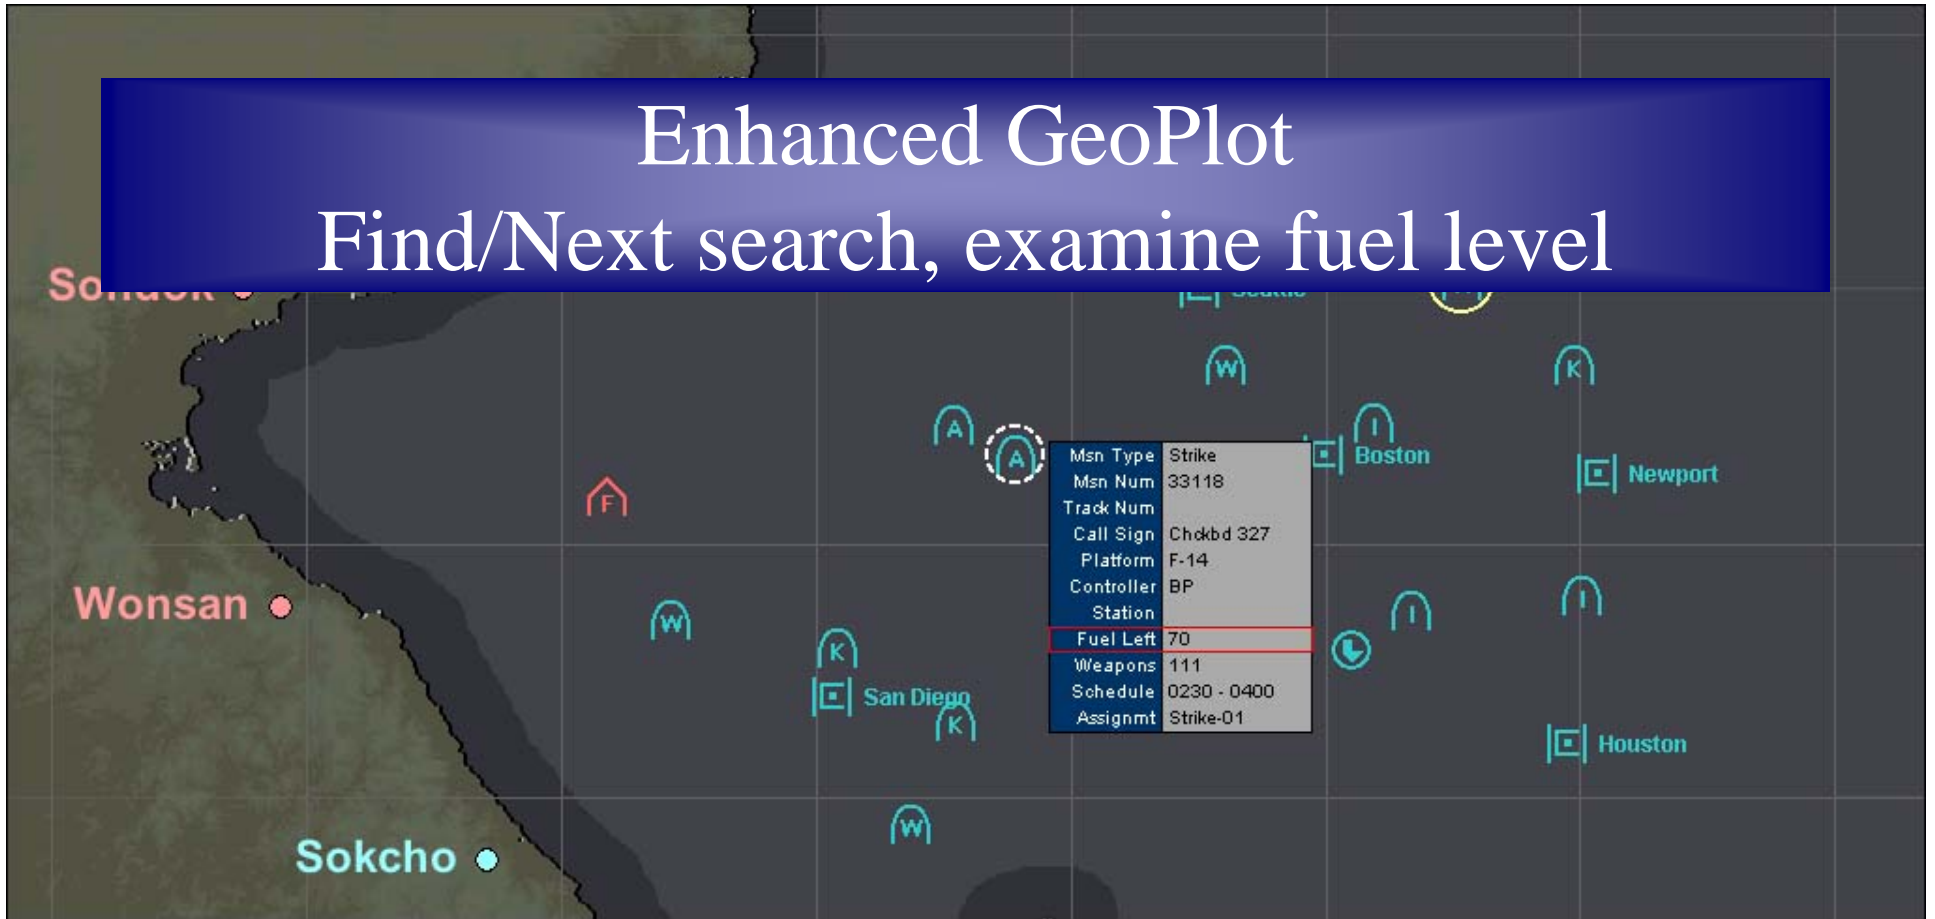 Enhanced GeoPlot
Find/Next search, examine fuel level
W
K
A
A
I
Boston
Newport
F
Msn Type Strike
Msn Num 33118
Track Num
Call Sign Chckbd 327
Platform F-14
Controller BP
Station
Fuel Left 70
Weapons 111
Schedule 0230 - 0400
Assignmt Strike-01
Wonsan
W
K
San Diego
K
I
I
Houston
W
Sokcho